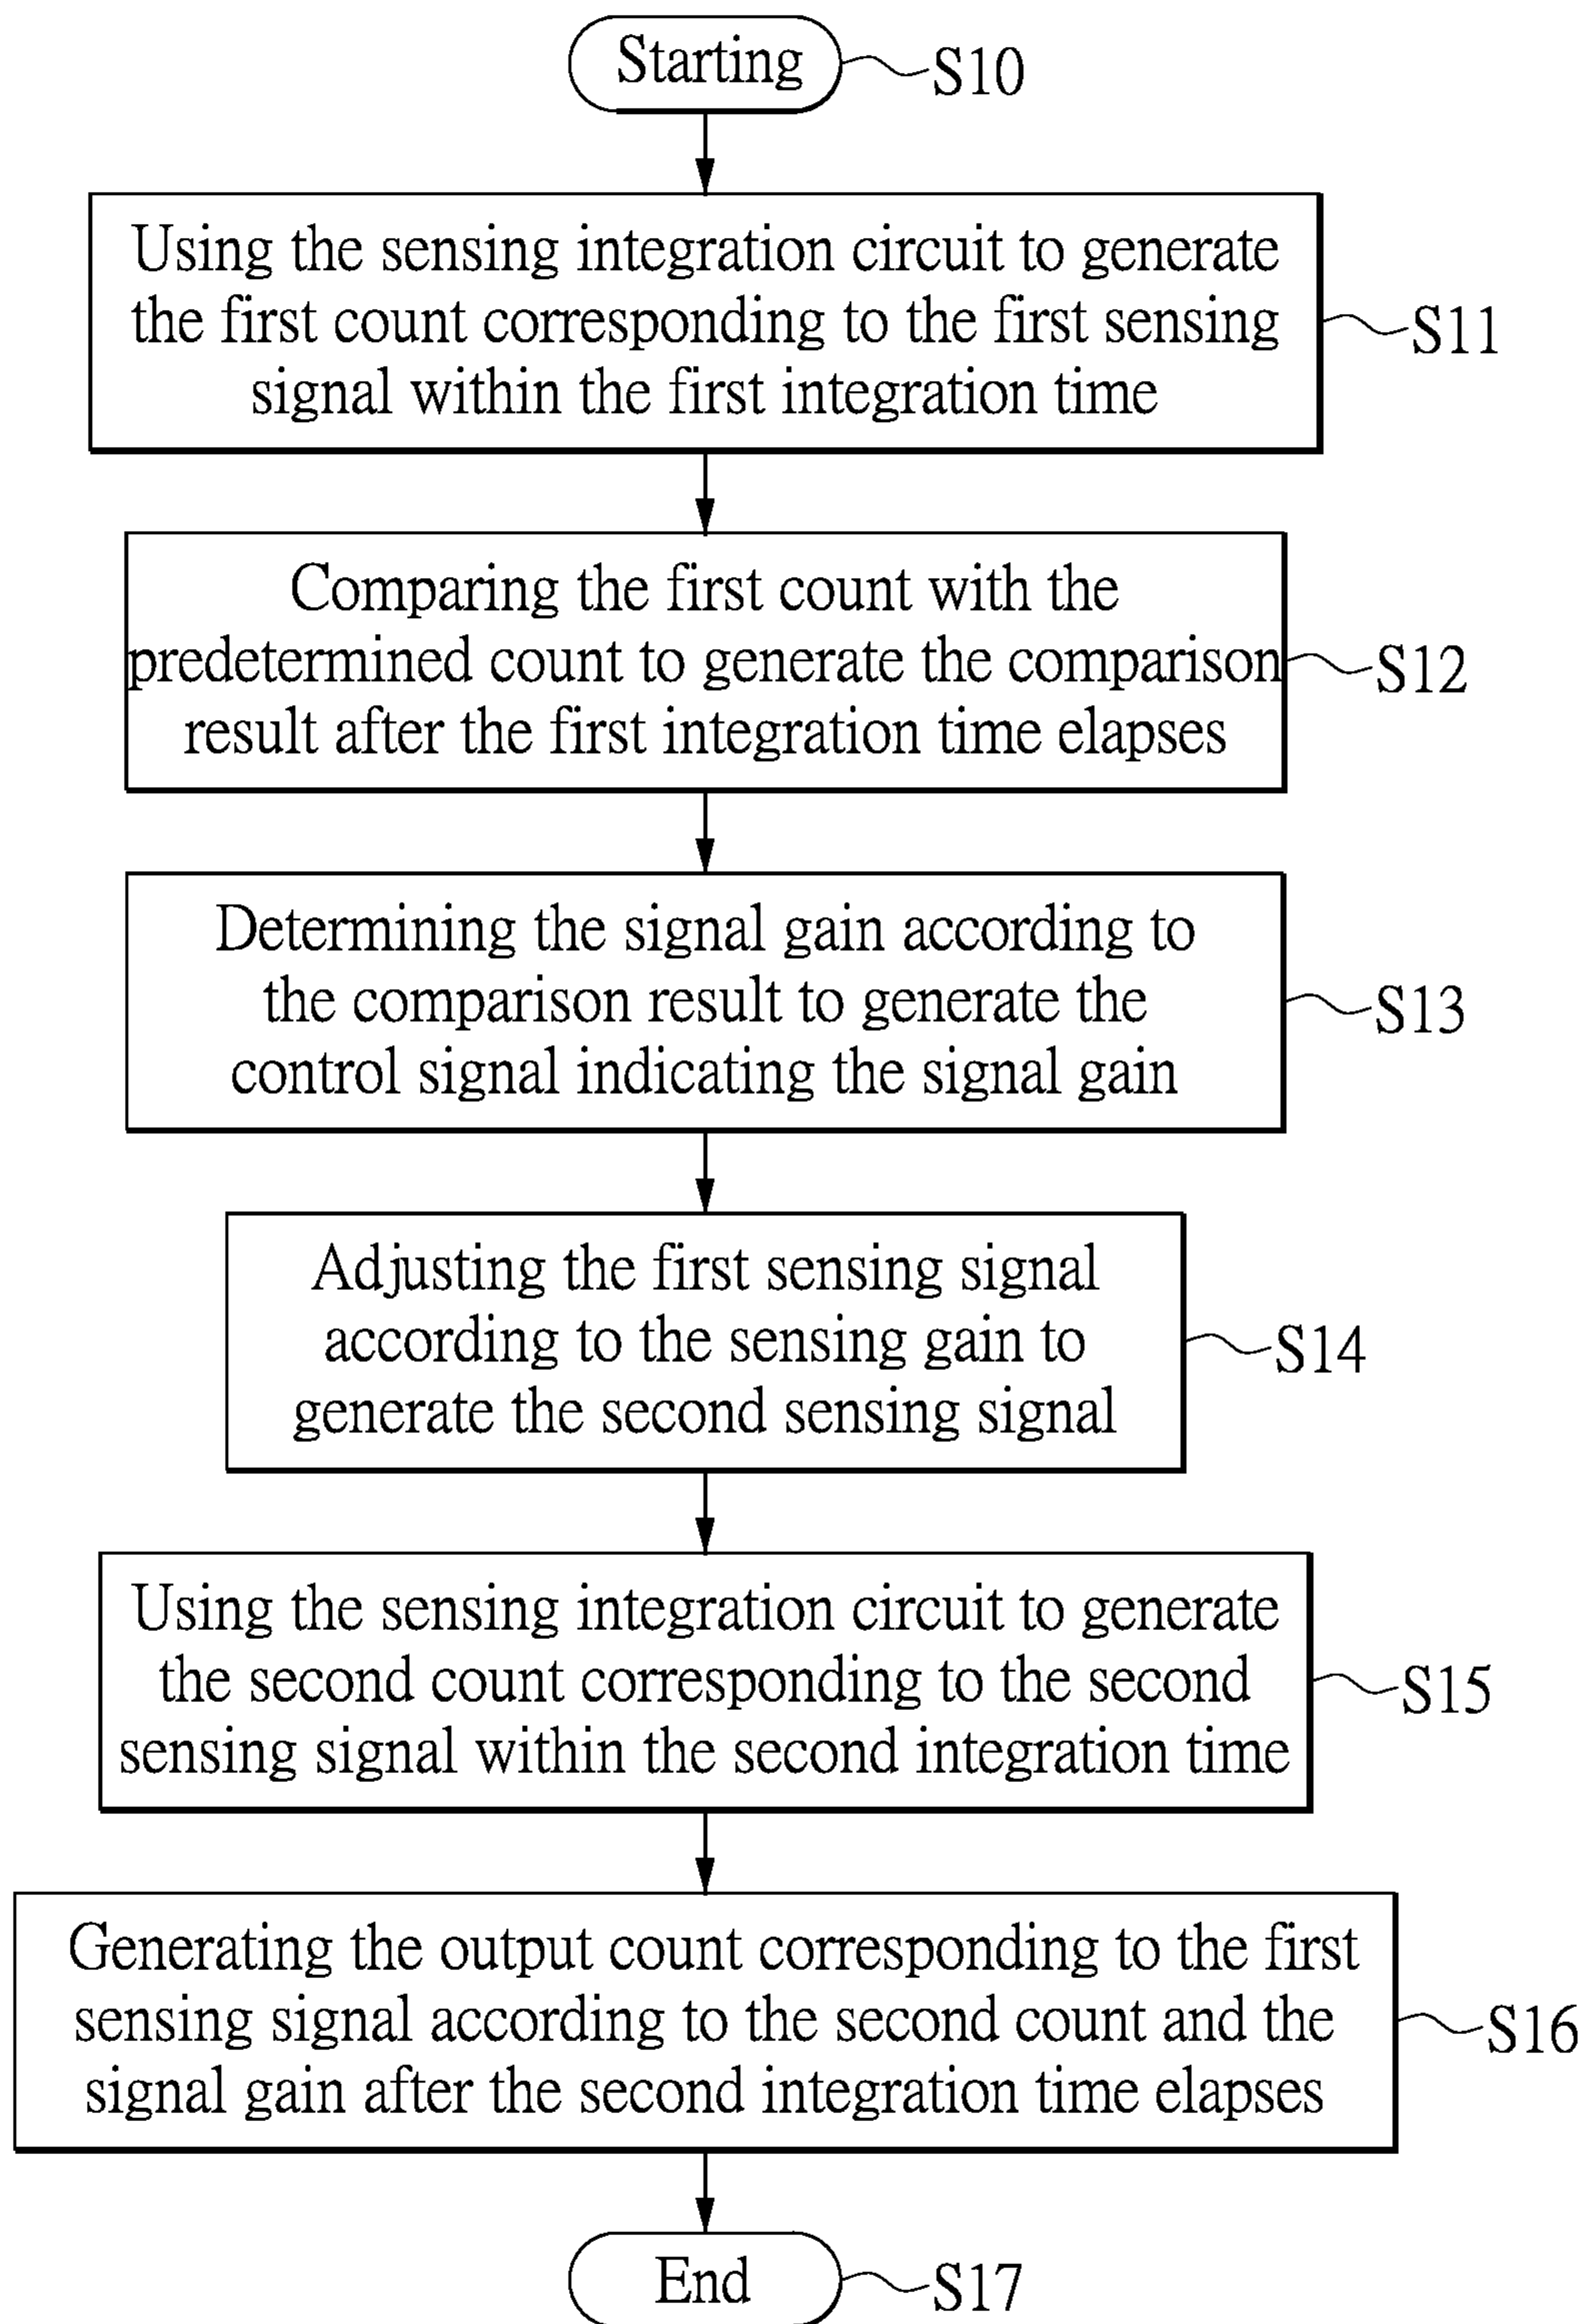 Starting
S10
Using the sensing integration circuit to generate
the first count corresponding to the first sensing
signal within the first integration time
S11
Comparing the first count with the
predetermined count to generate the comparison
result after the first integration time elapses
S12
Determining the signal gain according to
the comparison result to generate the
control signal indicating the signal gain
S13
Adjusting the first sensing signal
according to the sensing gain to
generate the second sensing signal
S14
Using the sensing integration circuit to generate
the second count corresponding to the second
sensing signal within the second integration time
S15
Generating the output count corresponding to the first
sensing signal according to the second count and the
signal gain after the second integration time elapses
S16
End
S17